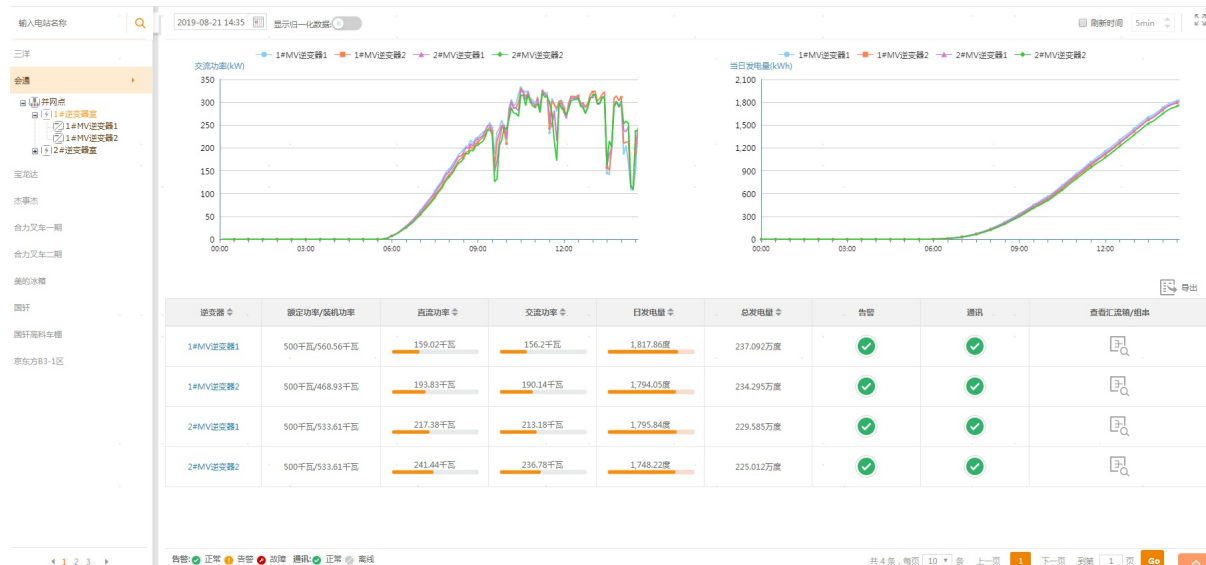 输入电站名称
2019-08-21 14:35 显示归一化数据: 刷新时间 5min
三洋
会通
并网点
1#逆变器室
1#MV逆变器1
1#MV逆变器2
2#逆变器室
宝龙达
杰事杰
合力叉车一期
合力叉车二期
美的冰箱
国轩
国轩高科车棚
京东方B3-1区
1 2 3
1#MV逆变器1 1#MV逆变器2 2#MV逆变器1 2#MV逆变器2
交流功率(kW)
350
300
250
200
150
100
50
0
00:00 03:00 06:00 09:00 12:00
1#MV逆变器1 1#MV逆变器2 2#MV逆变器1 2#MV逆变器2
当日发电量(kWh)
2,100
1,800
1,500
1,200
900
600
300
0
00:00 03:00 06:00 09:00 12:00
导出
逆变器 额定功率/装机功率 直流功率 交流功率 日发电量 总发电量 告警 通讯 查看汇流箱/组串
1#MV逆变器1 500千瓦/560.56千瓦 159.02千瓦 156.2千瓦 1,817.86度 237.092万度
1#MV逆变器2 500千瓦/468.93千瓦 193.83千瓦 190.14千瓦 1,794.05度 234.295万度
2#MV逆变器1 500千瓦/533.61千瓦 217.38千瓦 213.18千瓦 1,795.84度 229.585万度
2#MV逆变器2 500千瓦/533.61千瓦 241.44千瓦 236.78千瓦 1,748.22度 225.012万度
告警: 正常 告警 故障 通讯: 正常 离线
共 4 条 , 每页 10 条 上一页 1 下一页 到第 1 页 Go